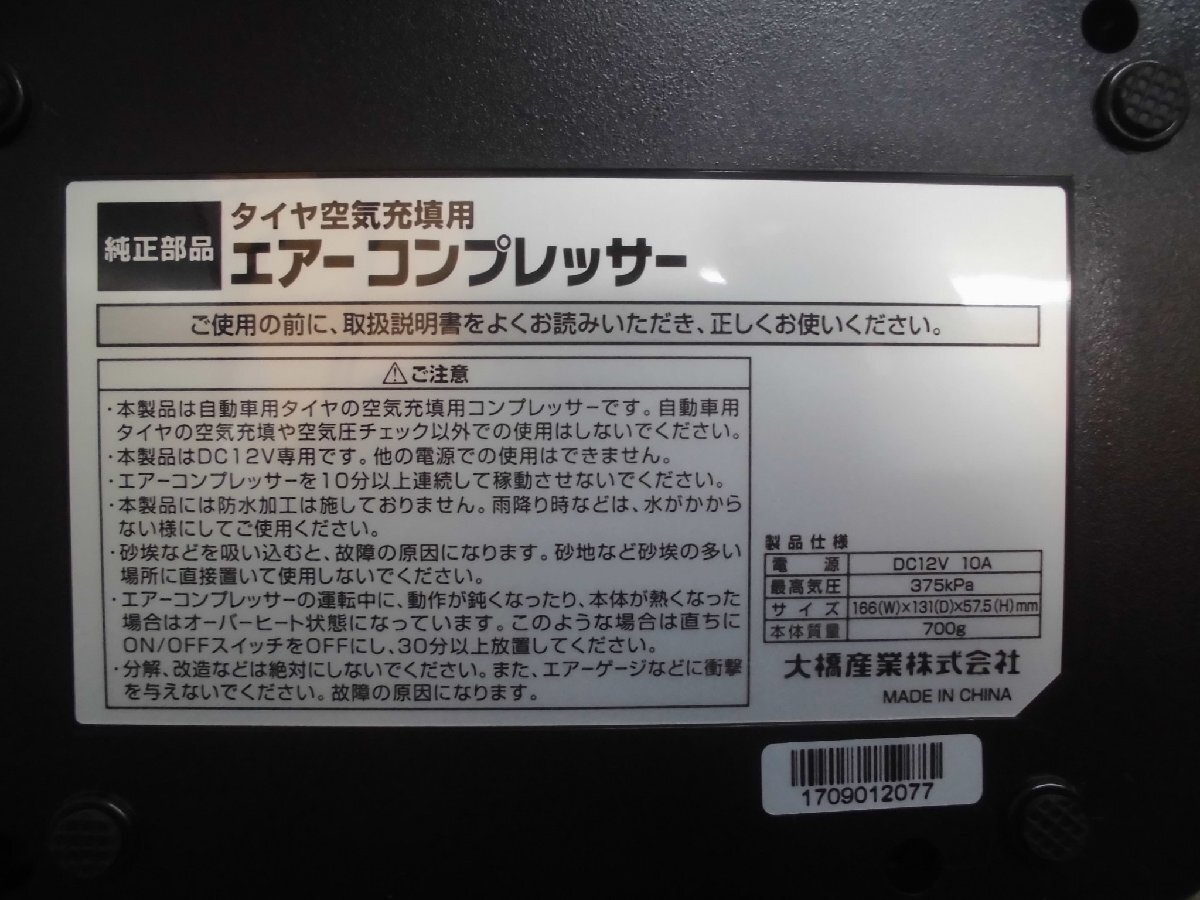 純正部品
タイヤ空気充填用
エアーコンプレッサー
ご使用の前に、取扱説明書をよくお読みいただき、正しくお使いください。
⚠ご注意
・本製品は自動車用タイヤの空気充填用コンプレッサーです。自動車用
タイヤの空気充填や空気圧チェック以外での使用はしないでください。
・本製品はDC12V専用です。他の電源での使用はできません。
・エアーコンプレッサーを10分以上連続して稼動させないでください。
・本製品には防水加工は施しておりません。雨降り時などは、水がかから
ない様にしてご使用ください。
・砂埃などを吸い込むと、故障の原因になります。砂地など砂埃の多い
場所に直接置いて使用しないでください。
・エアーコンプレッサーの運転中に、動作が鈍くなったり、本体が熱くなった
場合はオーバーヒート状態になっています。このような場合は直ちに
ON/OFFスイッチをOFFにし、30分以上放置してください。
・分解、改造などは絶対にしないでください。また、エアーゲージなどに衝撃
を与えないでください。故障の原因になります。
製品仕様
電源 DC12V 10A
最高気圧 375kPa
サイズ 166(W)×131(D)×57.5(H)mm
本体質量 700g
大橋産業株式会社
MADE IN CHINA
1709012077